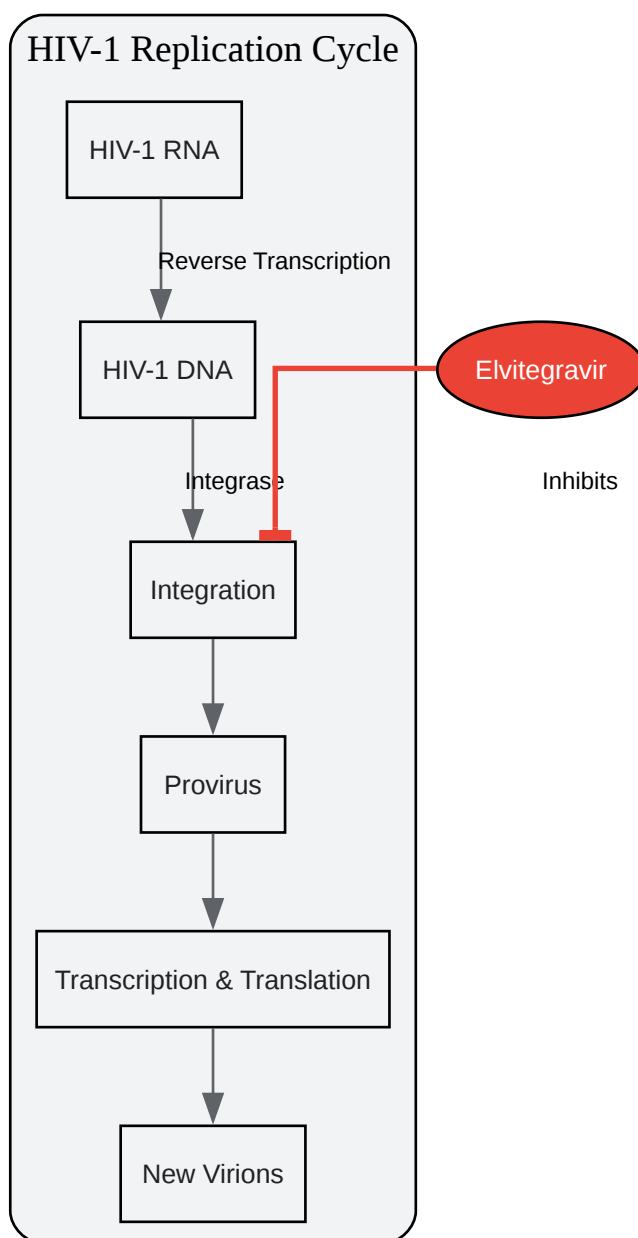 HIV-1 Replication Cycle
HIV-1 RNA
Reverse Transcription
HIV-1 DNA
Elvitegravir
Integrase
Inhibits
Integration
Provirus
Transcription & Translation
New Virions